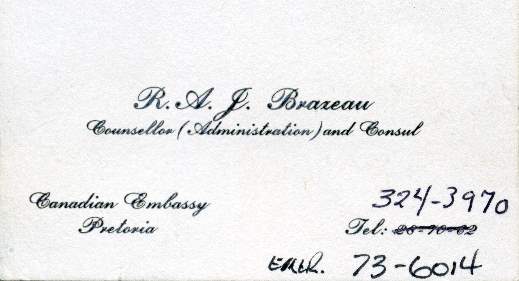 R. A. J. Brazeau
Counsellor (Administration) and Consul
Canadian Embassy
Pretoria
324-3970
Tel: 28-70-62
EMER. 73-6014